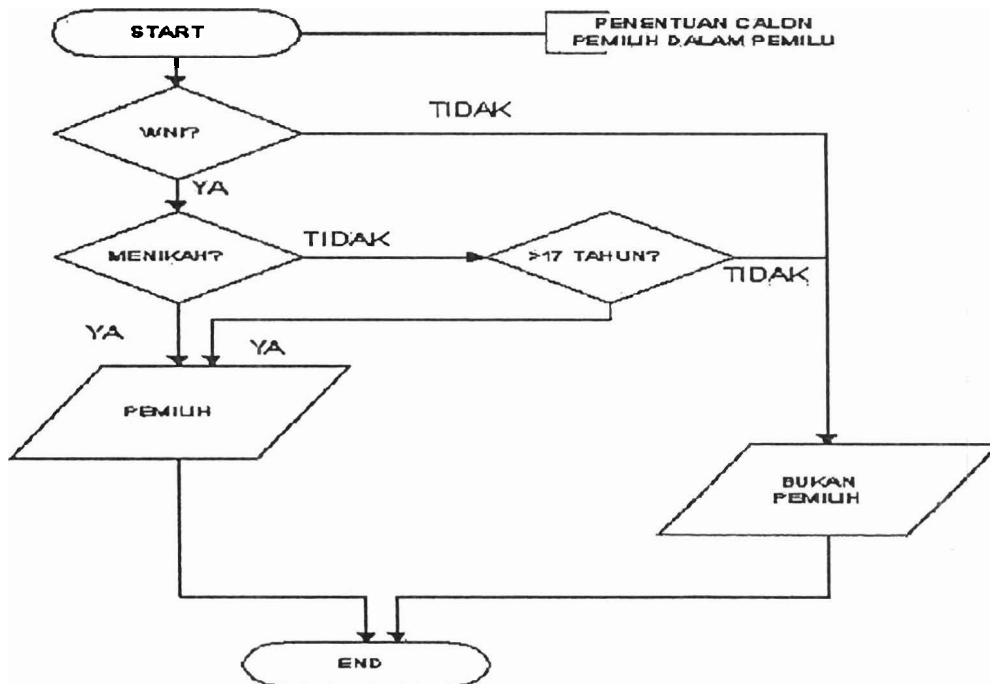 START
PENENTUAN CALON
PEMILIH DALAM PEMILU
WNI?
TIDAK
YA
MENIKAH?
TIDAK
>17 TAHUN?
TIDAK
YA
YA
PEMILIH
BUKAN
PEMILIH
END